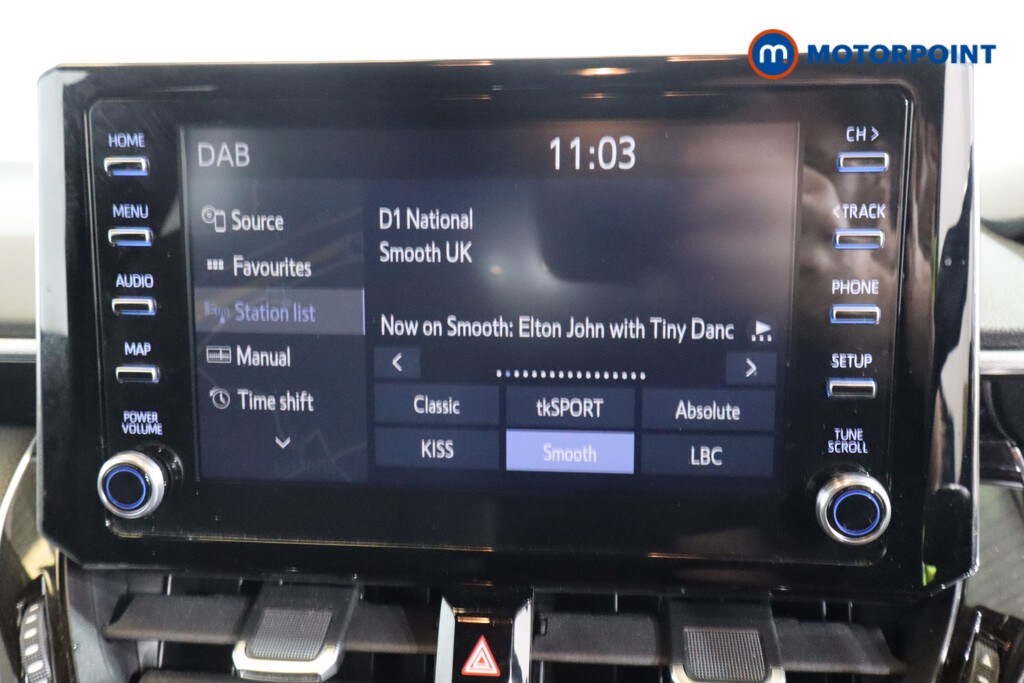 m MOTORPOINT
HOME
MENU
AUDIO
MAP
POWER
VOLUME
DAB
11:03
Source
Favourites
Station list
Manual
Time shift
D1 National
Smooth UK
Now on Smooth: Elton John with Tiny Danc
Classic tkSPORT Absolute
KISS Smooth LBC
CH >
< TRACK
PHONE
SETUP
TUNE
SCROLL